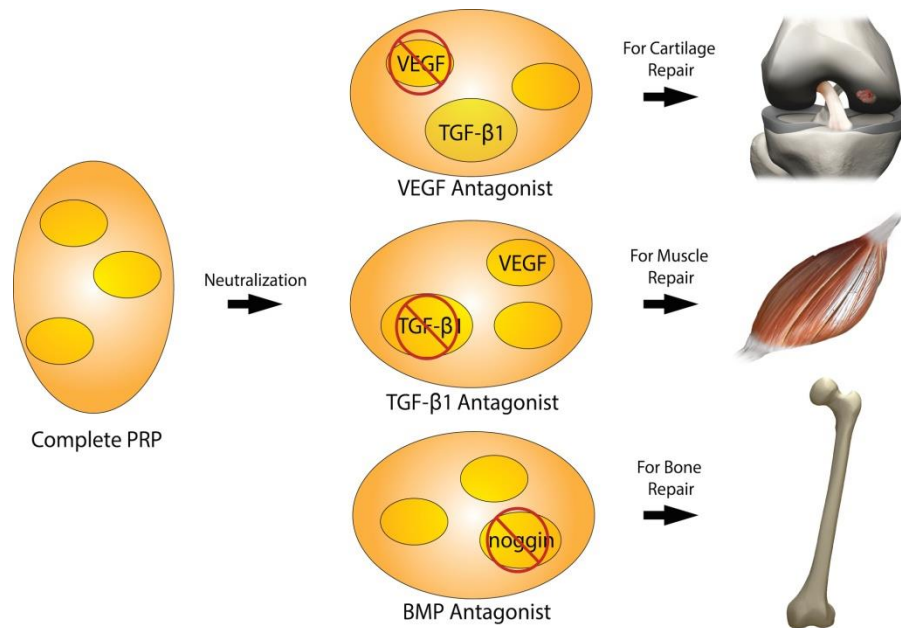 VEGF
TGF-β1
VEGF Antagonist
For Cartilage
Repair
Complete PRP
Neutralization
VEGF
TGF-β1
TGF-β1 Antagonist
For Muscle
Repair
noggin
BMP Antagonist
For Bone
Repair